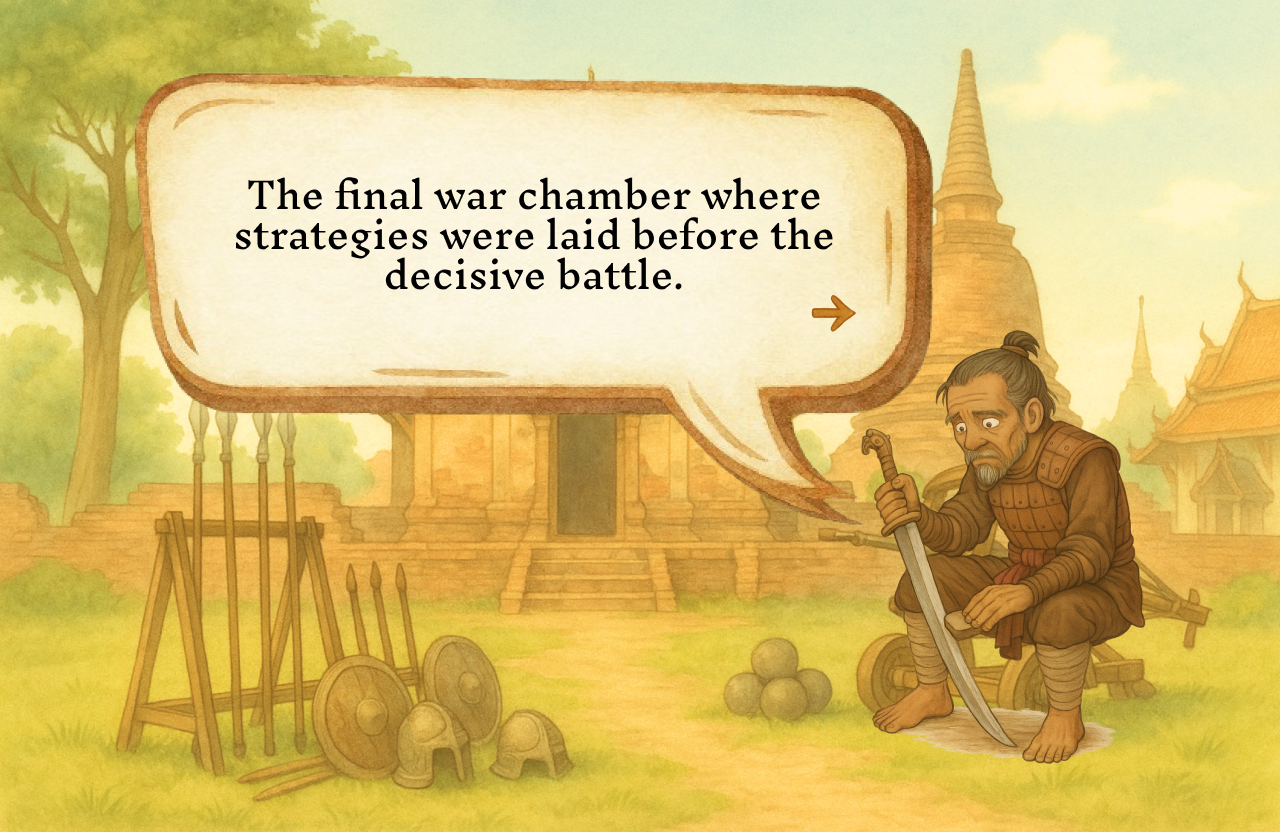 The final war chamber where
strategies were laid before the
decisive battle.